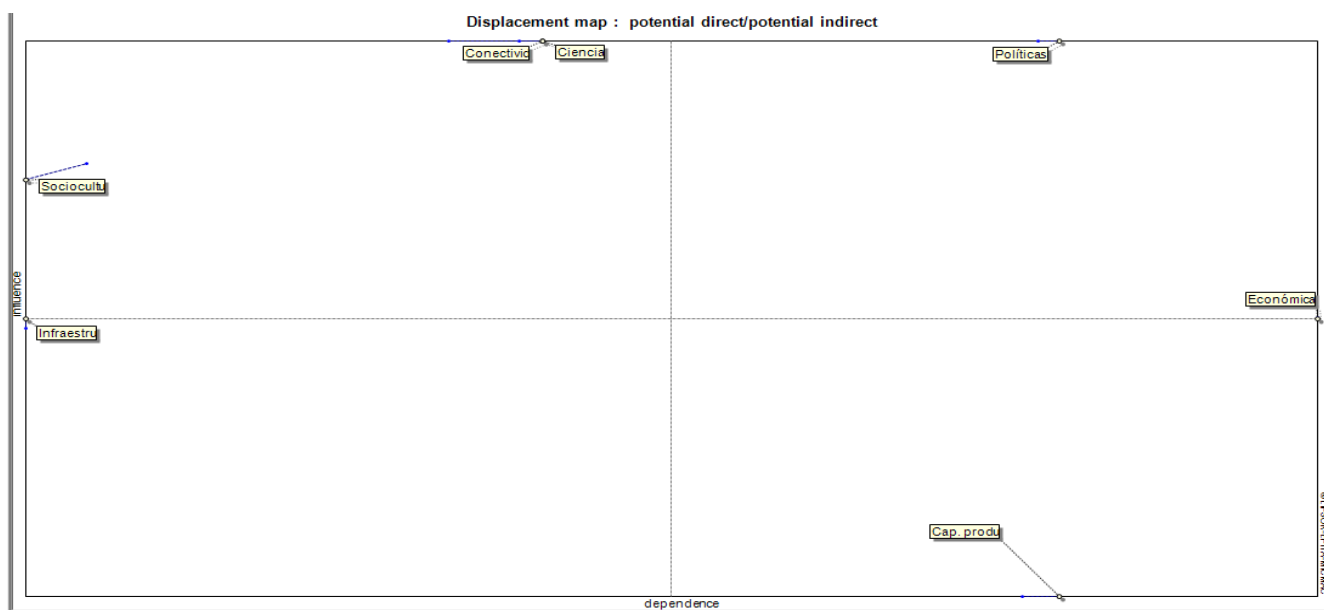 Displacement map : potential direct/potential indirect
Conectivid
Ciencia
Políticas
Sociocultu
influence
Económica
Infraestru
Cap. produ
dependence